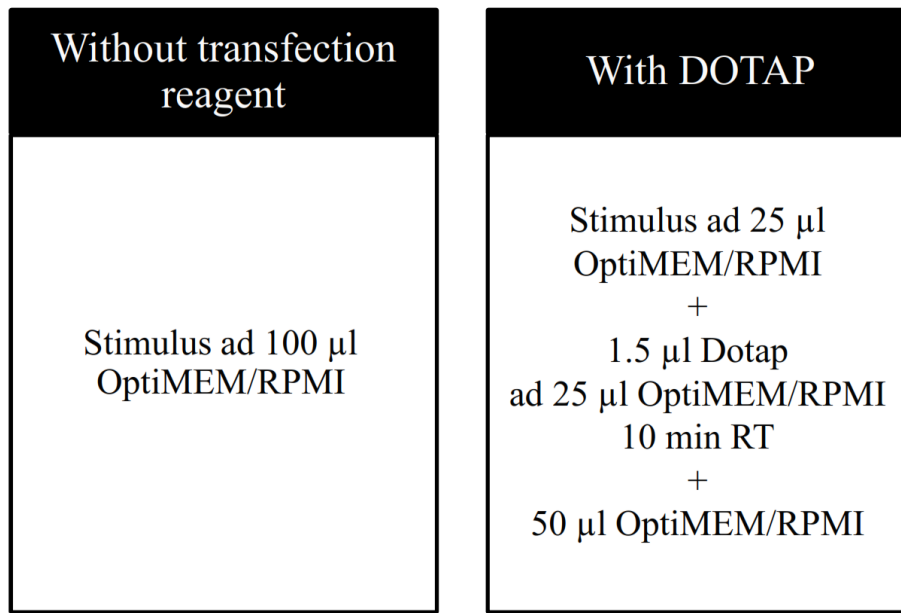 Without transfection
reagent
Stimulus ad 100 µl
OptiMEM/RPMI
With DOTAP
Stimulus ad 25 µl
OptiMEM/RPMI
+
1.5 µl Dotap
ad 25 µl OptiMEM/RPMI
10 min RT
+
50 µl OptiMEM/RPMI